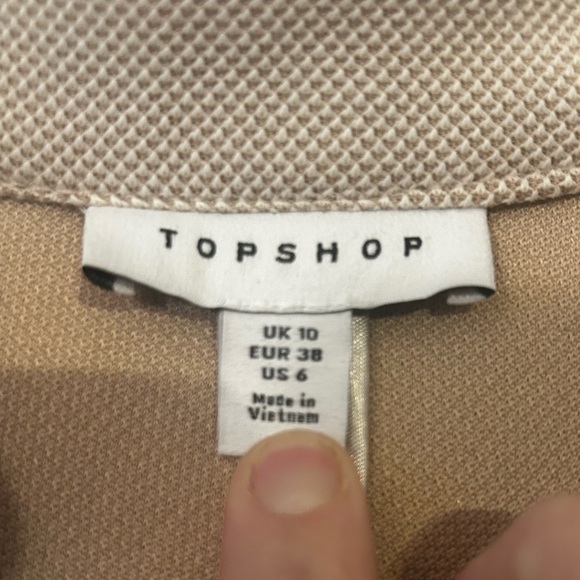 TOPSHOP
UK 10
EUR 38
US 6
Made in
Vietnam